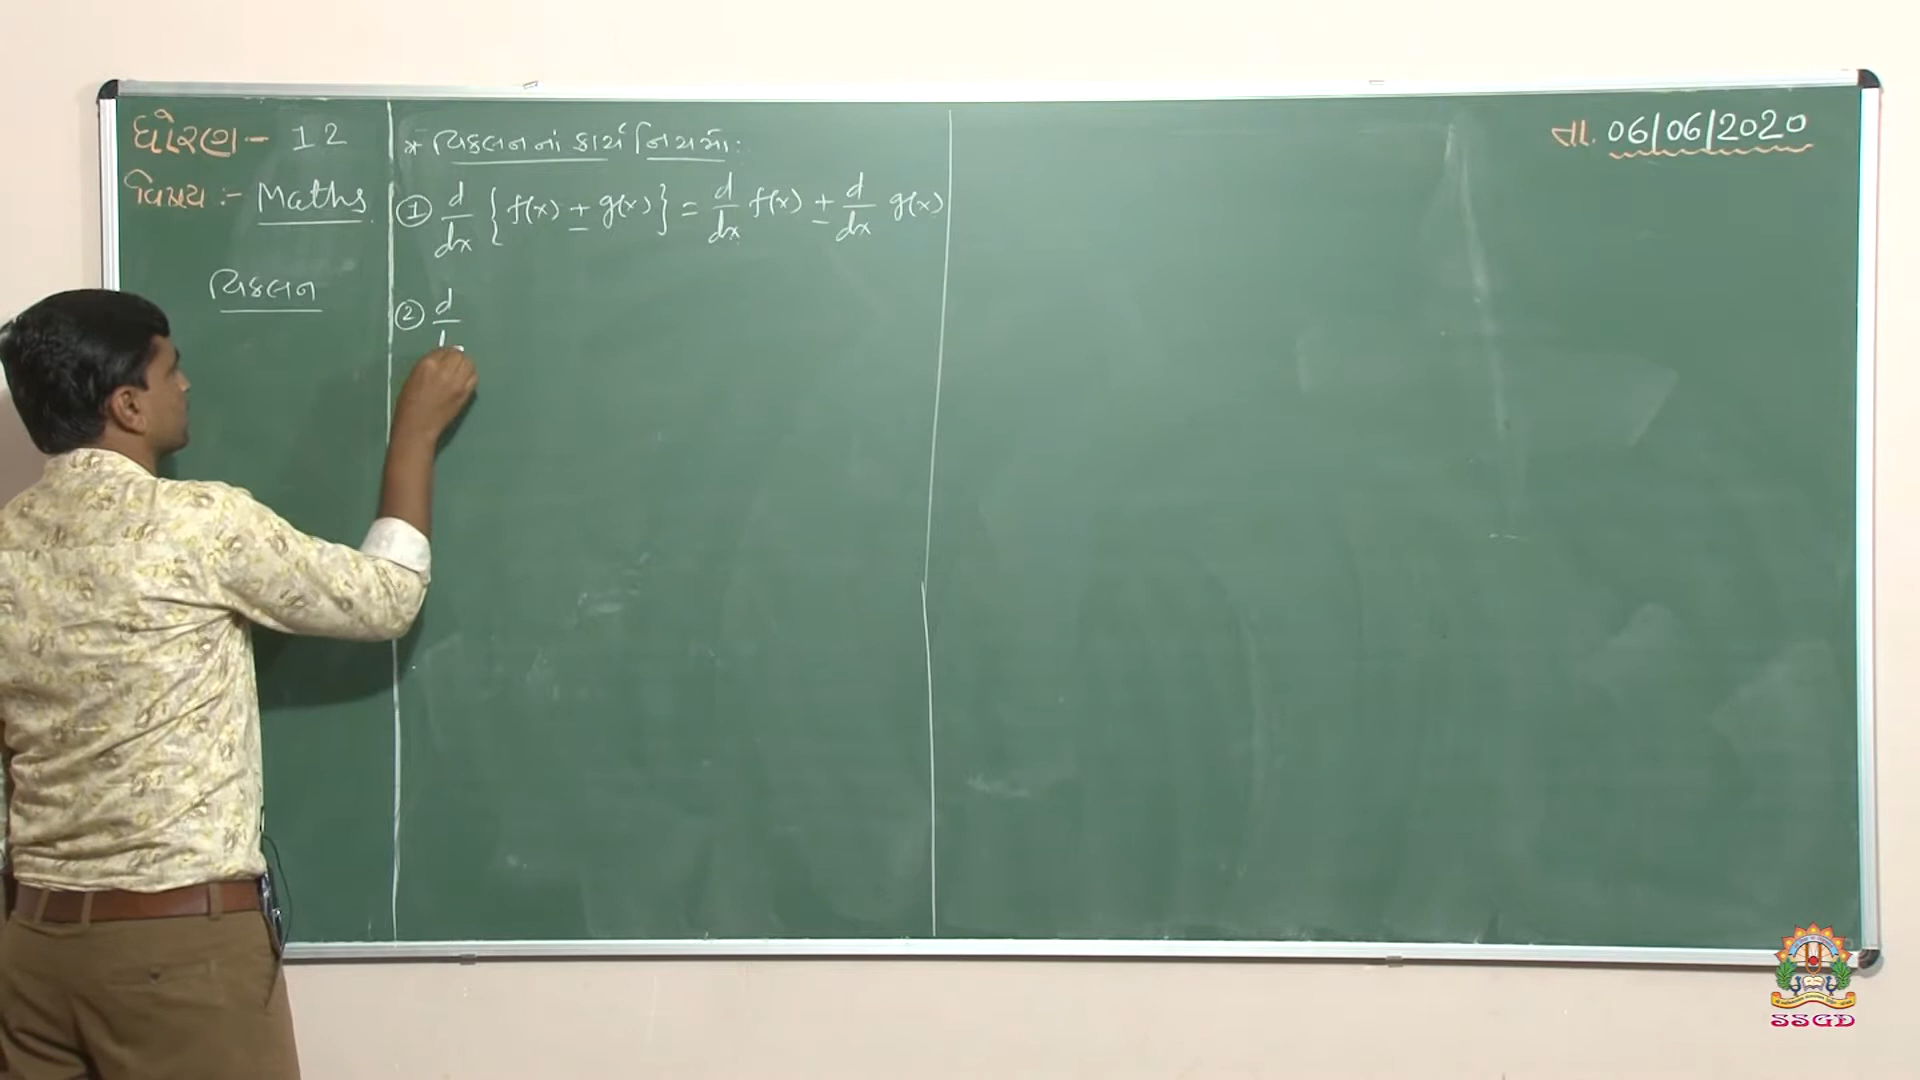 ધોરણ - 12
વિષય :- Maths
વિકલન
* વિકલનનાં કાર્ય નિયમો:
① d/dx {f(x) ± g(x)} = d/dx f(x) ± d/dx g(x)
② d
તા. 06/06/2020
SSGD